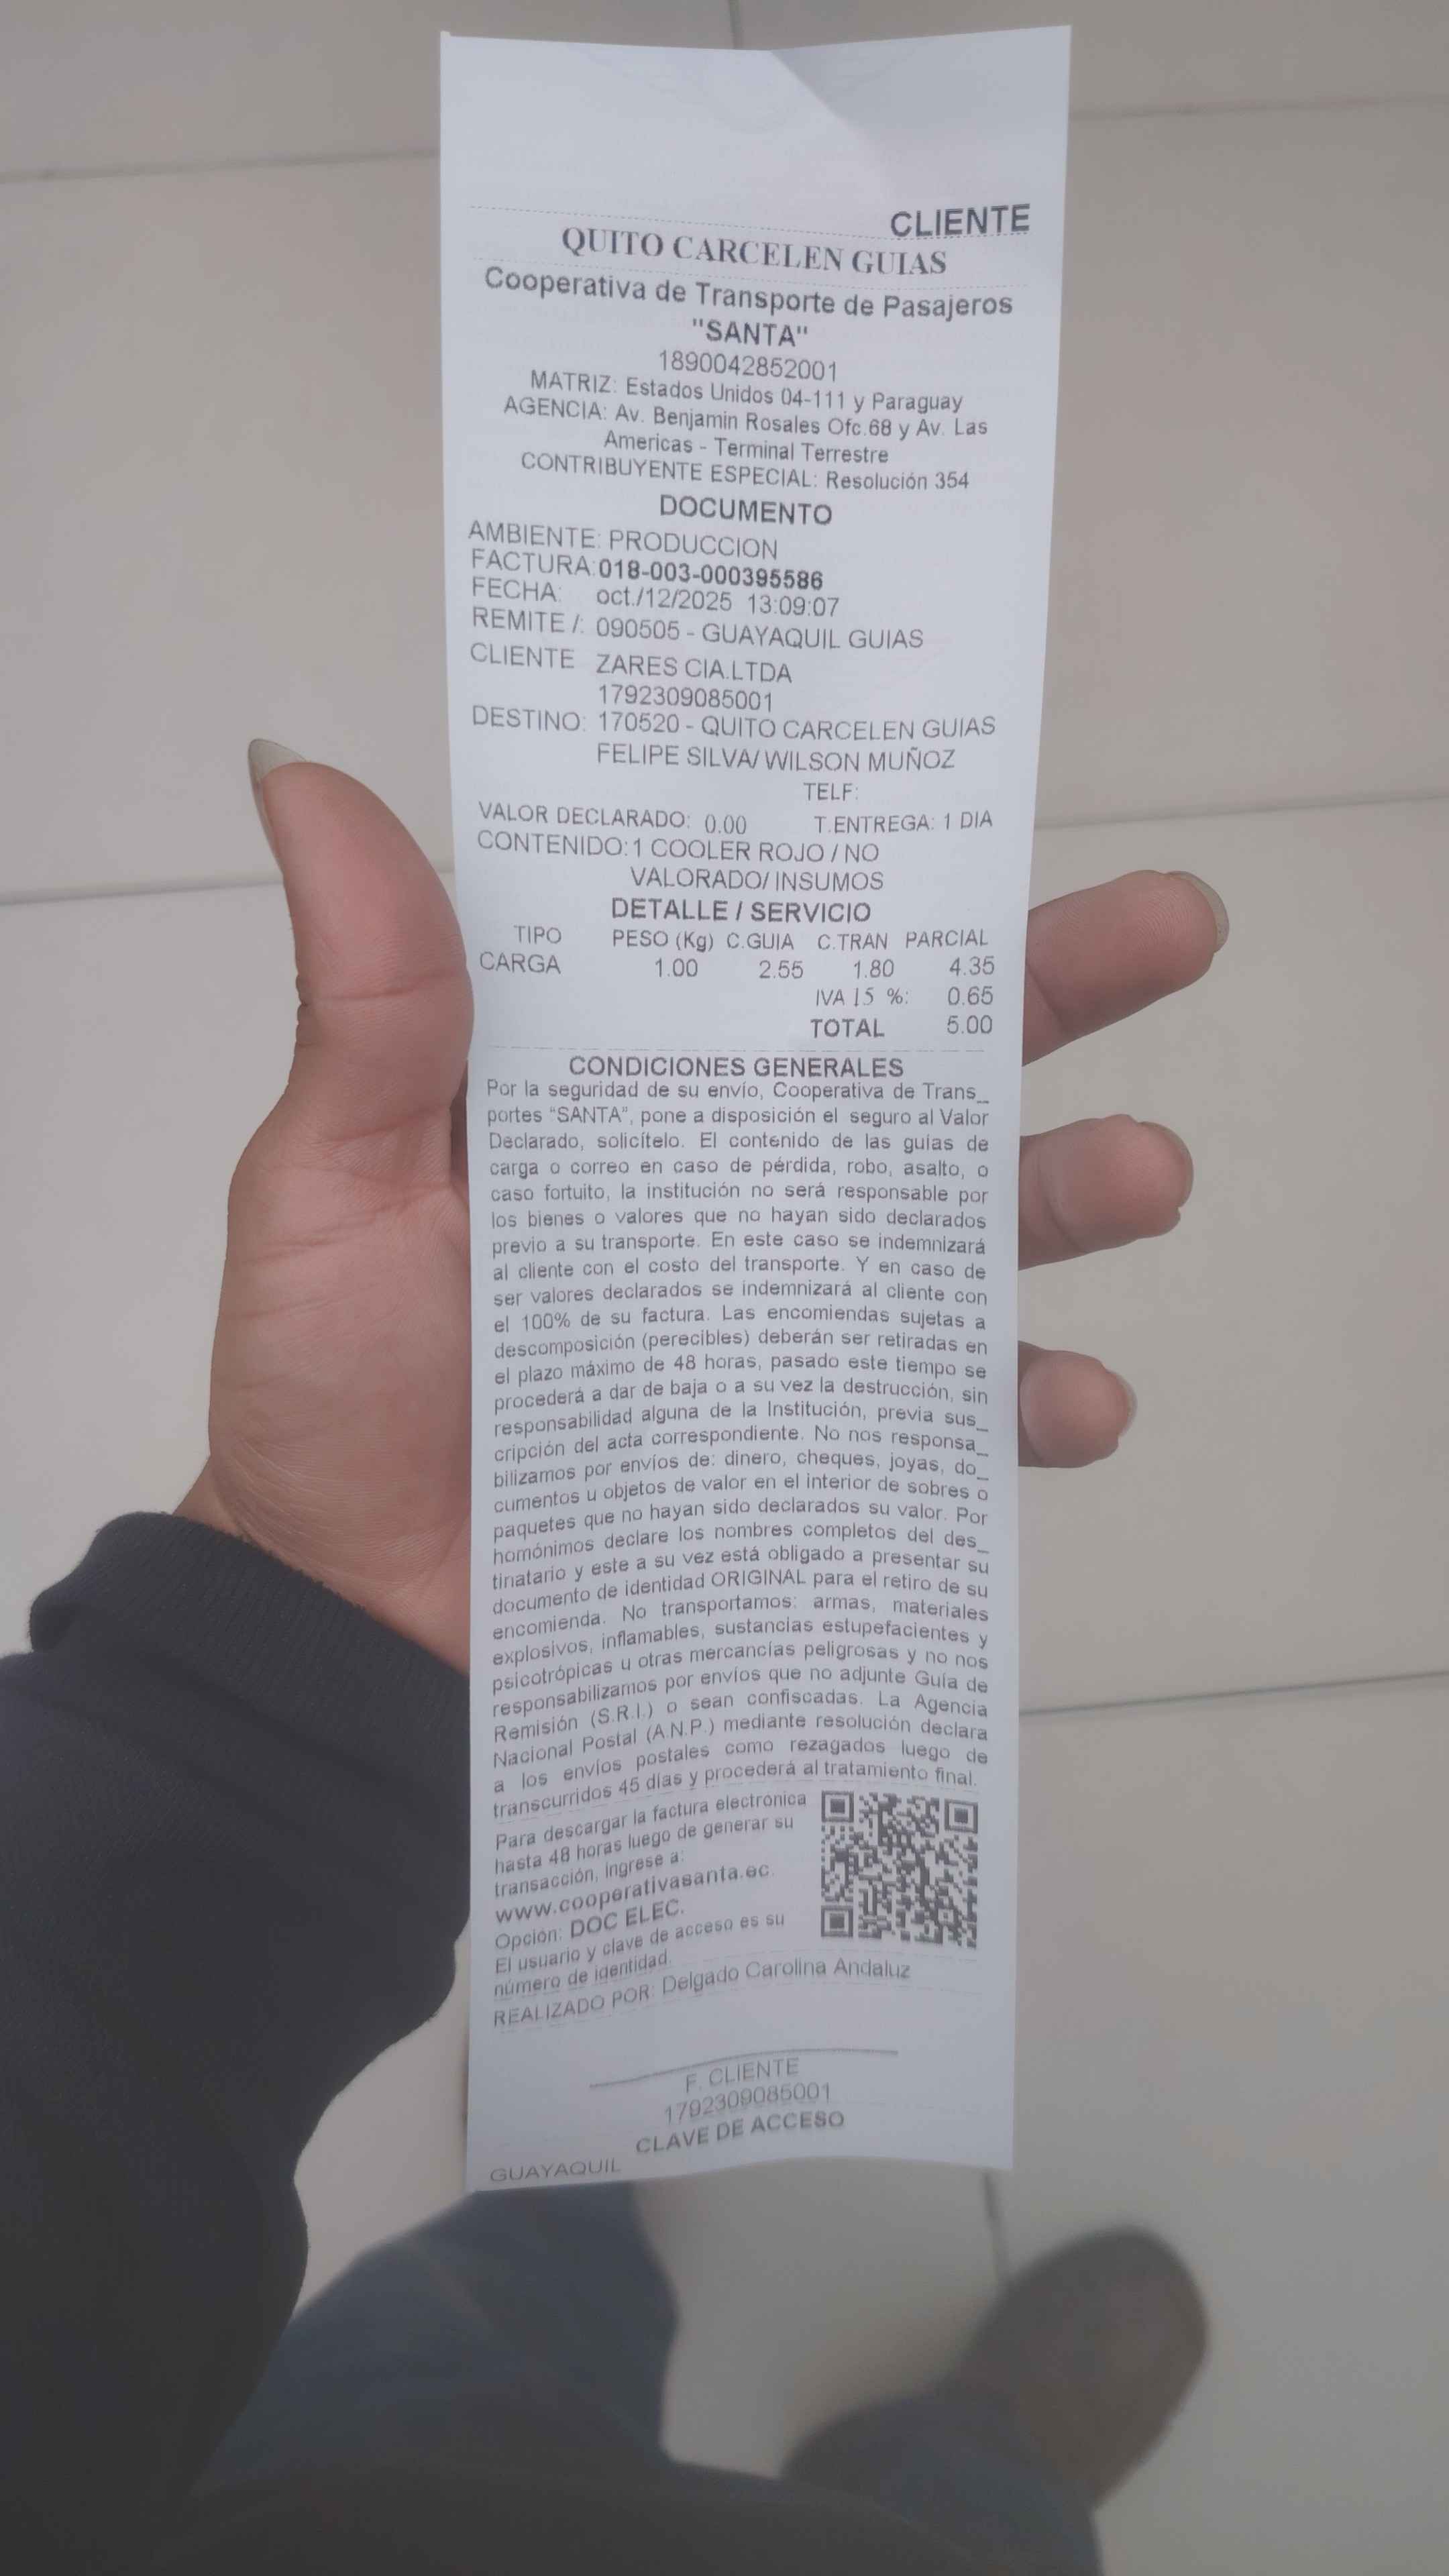 CLIENTE
QUITO CARCELEN GUIAS
Cooperativa de Transporte de Pasajeros
"SANTA"
1890042852001
MATRIZ: Estados Unidos 04-111 y Paraguay
AGENCIA: Av. Benjamin Rosales Ofc.68 y Av. Las
Americas - Terminal Terrestre
CONTRIBUYENTE ESPECIAL: Resolución 354
DOCUMENTO
AMBIENTE: PRODUCCION
FACTURA:018-003-000395586
FECHA: oct./12/2025 13:09:07
REMITE /: 090505 - GUAYAQUIL GUIAS
CLIENTE ZARES CIA.LTDA
1792309085001
DESTINO: 170520 - QUITO CARCELEN GUIAS
FELIPE SILVA/ WILSON MUÑOZ
TELF:
VALOR DECLARADO: 0.00 T.ENTREGA: 1 DIA
CONTENIDO:1 COOLER ROJO / NO
VALORADO/ INSUMOS
DETALLE / SERVICIO
TIPO PESO (Kg) C.GUIA C.TRAN PARCIAL
CARGA 1.00 2.55 1.80 4.35
IVA 15 %: 0.65
TOTAL 5.00
CONDICIONES GENERALES
Por la seguridad de su envío, Cooperativa de Trans_
portes “SANTA”, pone a disposición el seguro al Valor
Declarado, solicítelo. El contenido de las guías de
carga o correo en caso de pérdida, robo, asalto, o
caso fortuito, la institución no será responsable por
los bienes o valores que no hayan sido declarados
previo a su transporte. En este caso se indemnizará
al cliente con el costo del transporte. Y en caso de
ser valores declarados se indemnizará al cliente con
el 100% de su factura. Las encomiendas sujetas a
descomposición (perecibles) deberán ser retiradas en
el plazo máximo de 48 horas, pasado este tiempo se
procederá a dar de baja o a su vez la destrucción, sin
responsabilidad alguna de la Institución, previa sus_
cripción del acta correspondiente. No nos responsa_
bilizamos por envíos de: dinero, cheques, joyas, do_
cumentos u objetos de valor en el interior de sobres o
paquetes que no hayan sido declarados su valor. Por
homónimos declare los nombres completos del des_
tinatario y este a su vez está obligado a presentar su
documento de identidad ORIGINAL para el retiro de su
encomienda. No transportamos: armas, materiales
explosivos, inflamables, sustancias estupefacientes y
psicotrópicas u otras mercancías peligrosas y no nos
responsabilizamos por envíos que no adjunte Guía de
Remisión (S.R.I.) o sean confiscadas. La Agencia
Nacional Postal (A.N.P.) mediante resolución declara
a los envíos postales como rezagados luego de
transcurridos 45 días y procederá al tratamiento final.
Para descargar la factura electrónica
hasta 48 horas luego de generar su
transacción, ingrese a:
www.cooperativasanta.ec.
Opción: DOC ELEC.
El usuario y clave de acceso es su
número de identidad.
REALIZADO POR: Delgado Carolina Andaluz
F. CLIENTE
1792309085001
CLAVE DE ACCESO
GUAYAQUIL